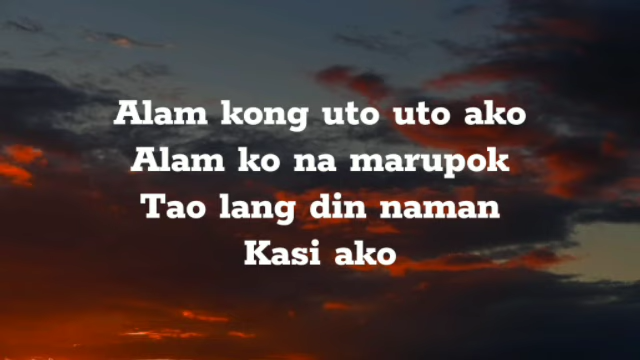 Alam kong uto uto ako
Alam ko na marupok
Tao lang din naman
Kasi ako